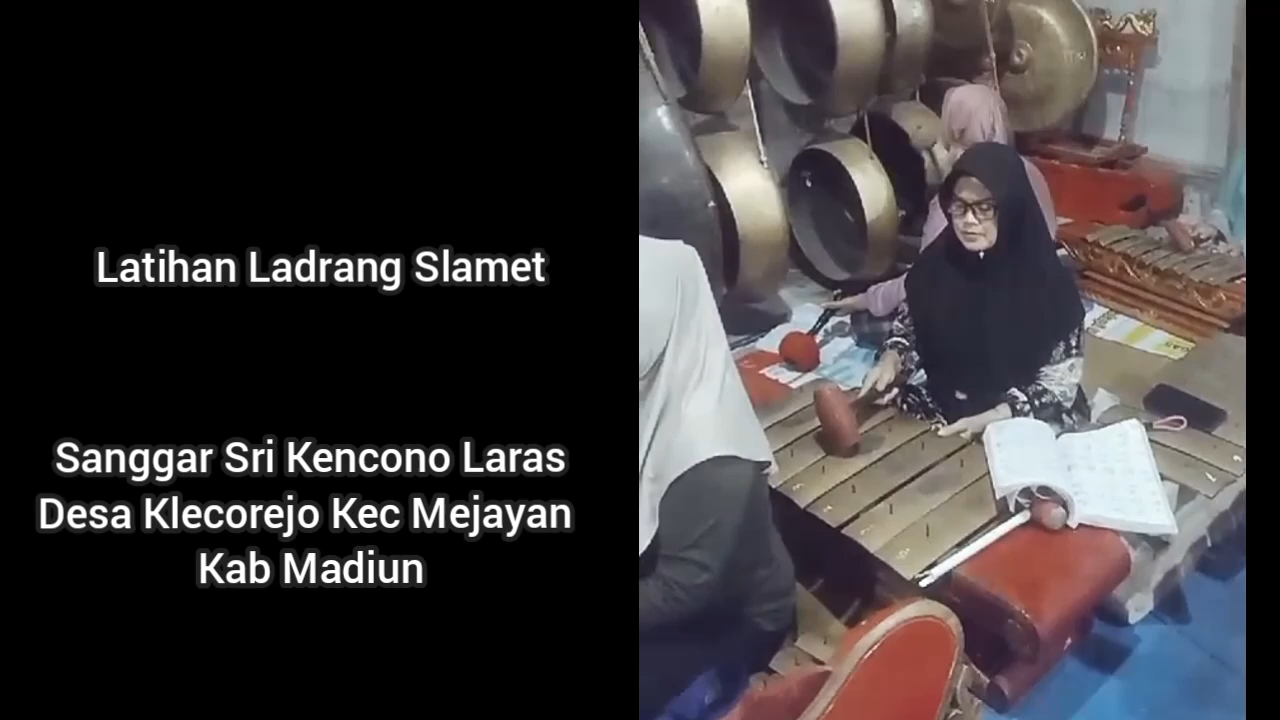 Latihan Ladrang Slamet
Sanggar Sri Kencono Laras
Desa Klecorejo Kec Mejayan
Kab Madiun